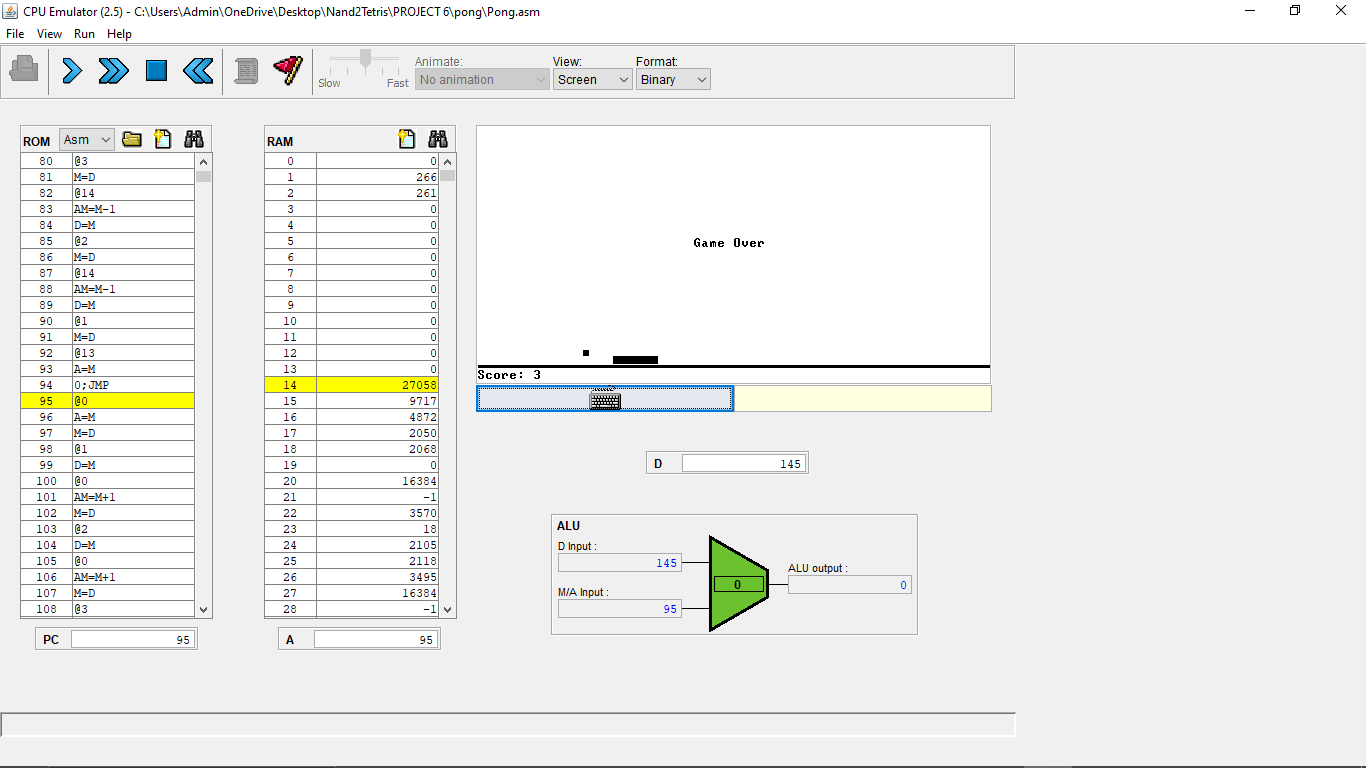 CPU Emulator (2.5) - C:\Users\Admin\OneDrive\Desktop\Nand2Tetris\PROJECT 6\pong\Pong.asm
File View Run Help
Slow Fast
Animate:
No animation
View:
Screen
Format:
Binary
ROM Asm
80 @3
81 M=D
82 @14
83 AM=M-1
84 D=M
85 @2
86 M=D
87 @14
88 AM=M-1
89 D=M
90 @1
91 M=D
92 @13
93 A=M
94 0;JMP
95 @0
96 A=M
97 M=D
98 @1
99 D=M
100 @0
101 AM=M+1
102 M=D
103 @2
104 D=M
105 @0
106 AM=M+1
107 M=D
108 @3
PC 95
RAM
0 0
1 266
2 261
3 0
4 0
5 0
6 0
7 0
8 0
9 0
10 0
11 0
12 0
13 0
14 27058
15 9717
16 4872
17 2050
18 2068
19 0
20 16384
21 -1
22 3570
23 18
24 2105
25 2118
26 3495
27 16384
28 -1
A 95
Game Over
Score: 3
D 145
ALU
D Input :
145
M/A Input :
95
0
ALU output :
0